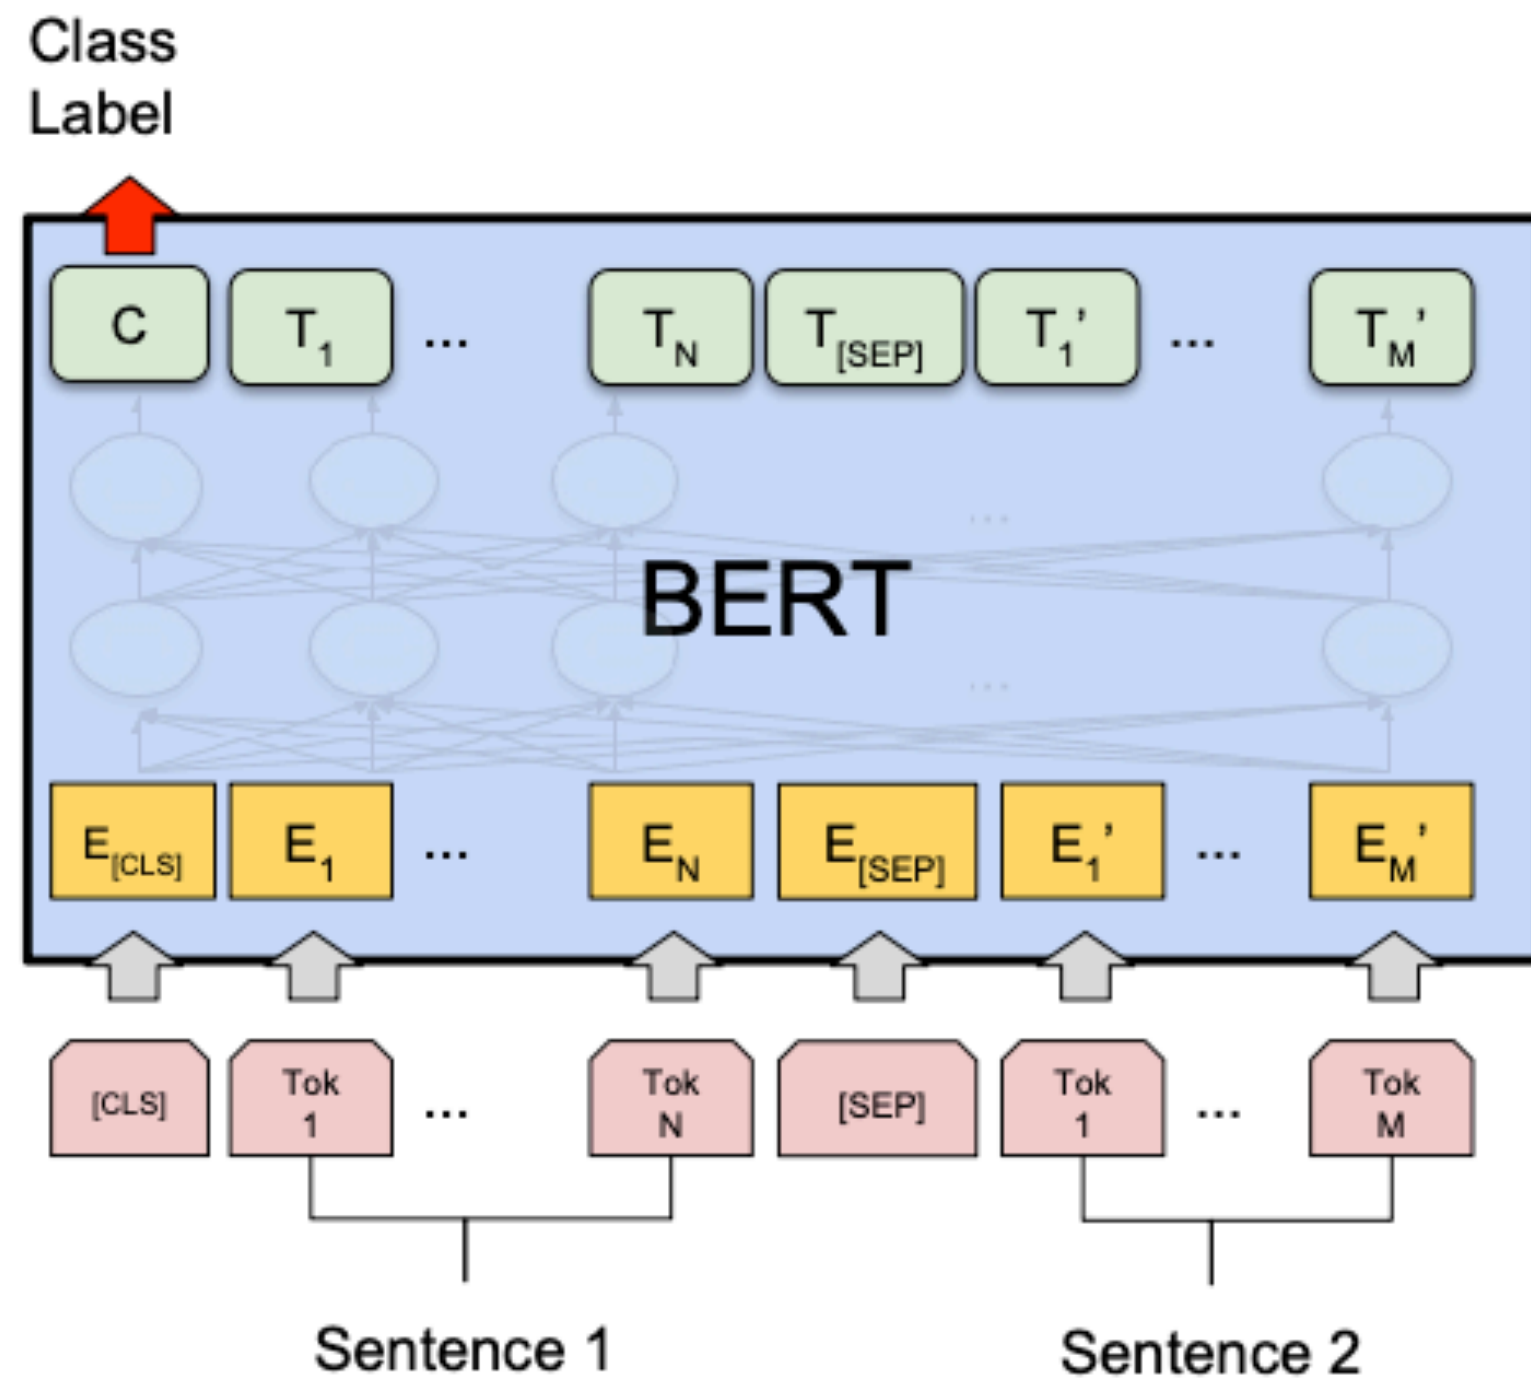 Class
Label
C T1 ... TN T[SEP] T1’ ... TM’
...
BERT
...
E[CLS] E1 ... EN E[SEP] E1’ ... EM’
[CLS] Tok 1 ... Tok N [SEP] Tok 1 ... Tok M
Sentence 1 Sentence 2